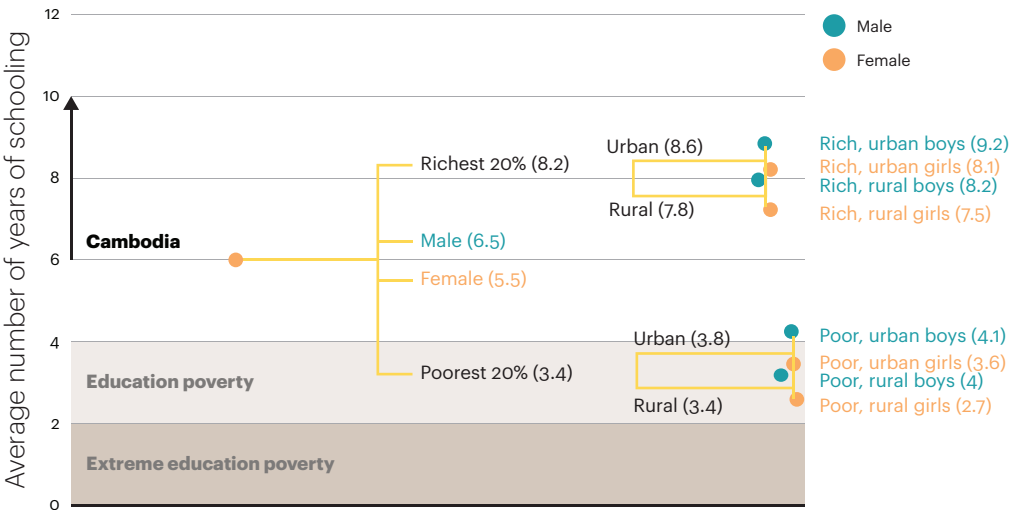 Average number of years of schooling
12
10
8
6
4
2
0
Cambodia
Education poverty
Extreme education poverty
Richest 20% (8.2)
Male (6.5)
Female (5.5)
Poorest 20% (3.4)
Urban (8.6)
Rural (7.8)
Urban (3.8)
Rural (3.4)
Male
Female
Rich, urban boys (9.2)
Rich, urban girls (8.1)
Rich, rural boys (8.2)
Rich, rural girls (7.5)
Poor, urban boys (4.1)
Poor, urban girls (3.6)
Poor, rural boys (4)
Poor, rural girls (2.7)